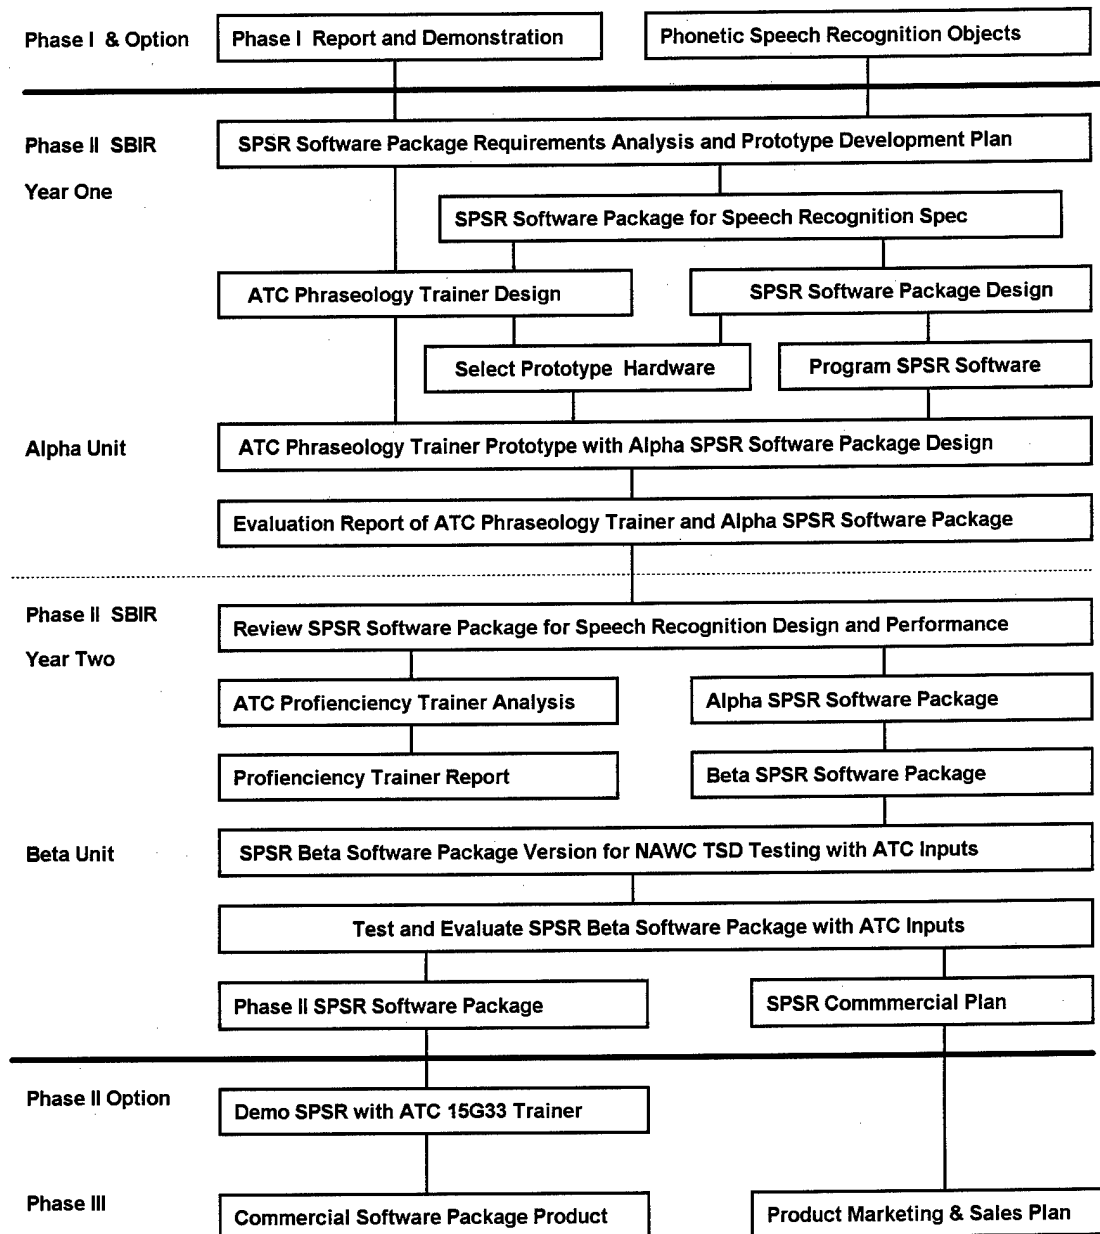 Phase I & Option
Phase I Report and Demonstration
Phonetic Speech Recognition Objects
Phase II SBIR
SPSR Software Package Requirements Analysis and Prototype Development Plan
Year One
SPSR Software Package for Speech Recognition Spec
ATC Phraseology Trainer Design
SPSR Software Package Design
Select Prototype Hardware
Program SPSR Software
Alpha Unit
ATC Phraseology Trainer Prototype with Alpha SPSR Software Package Design
Evaluation Report of ATC Phraseology Trainer and Alpha SPSR Software Package
Phase II SBIR
Review SPSR Software Package for Speech Recognition Design and Performance
Year Two
ATC Profienciency Trainer Analysis
Alpha SPSR Software Package
Profienciency Trainer Report
Beta SPSR Software Package
Beta Unit
SPSR Beta Software Package Version for NAWC TSD Testing with ATC Inputs
Test and Evaluate SPSR Beta Software Package with ATC Inputs
Phase II SPSR Software Package
SPSR Commmercial Plan
Phase II Option
Demo SPSR with ATC 15G33 Trainer
Phase III
Commercial Software Package Product
Product Marketing & Sales Plan